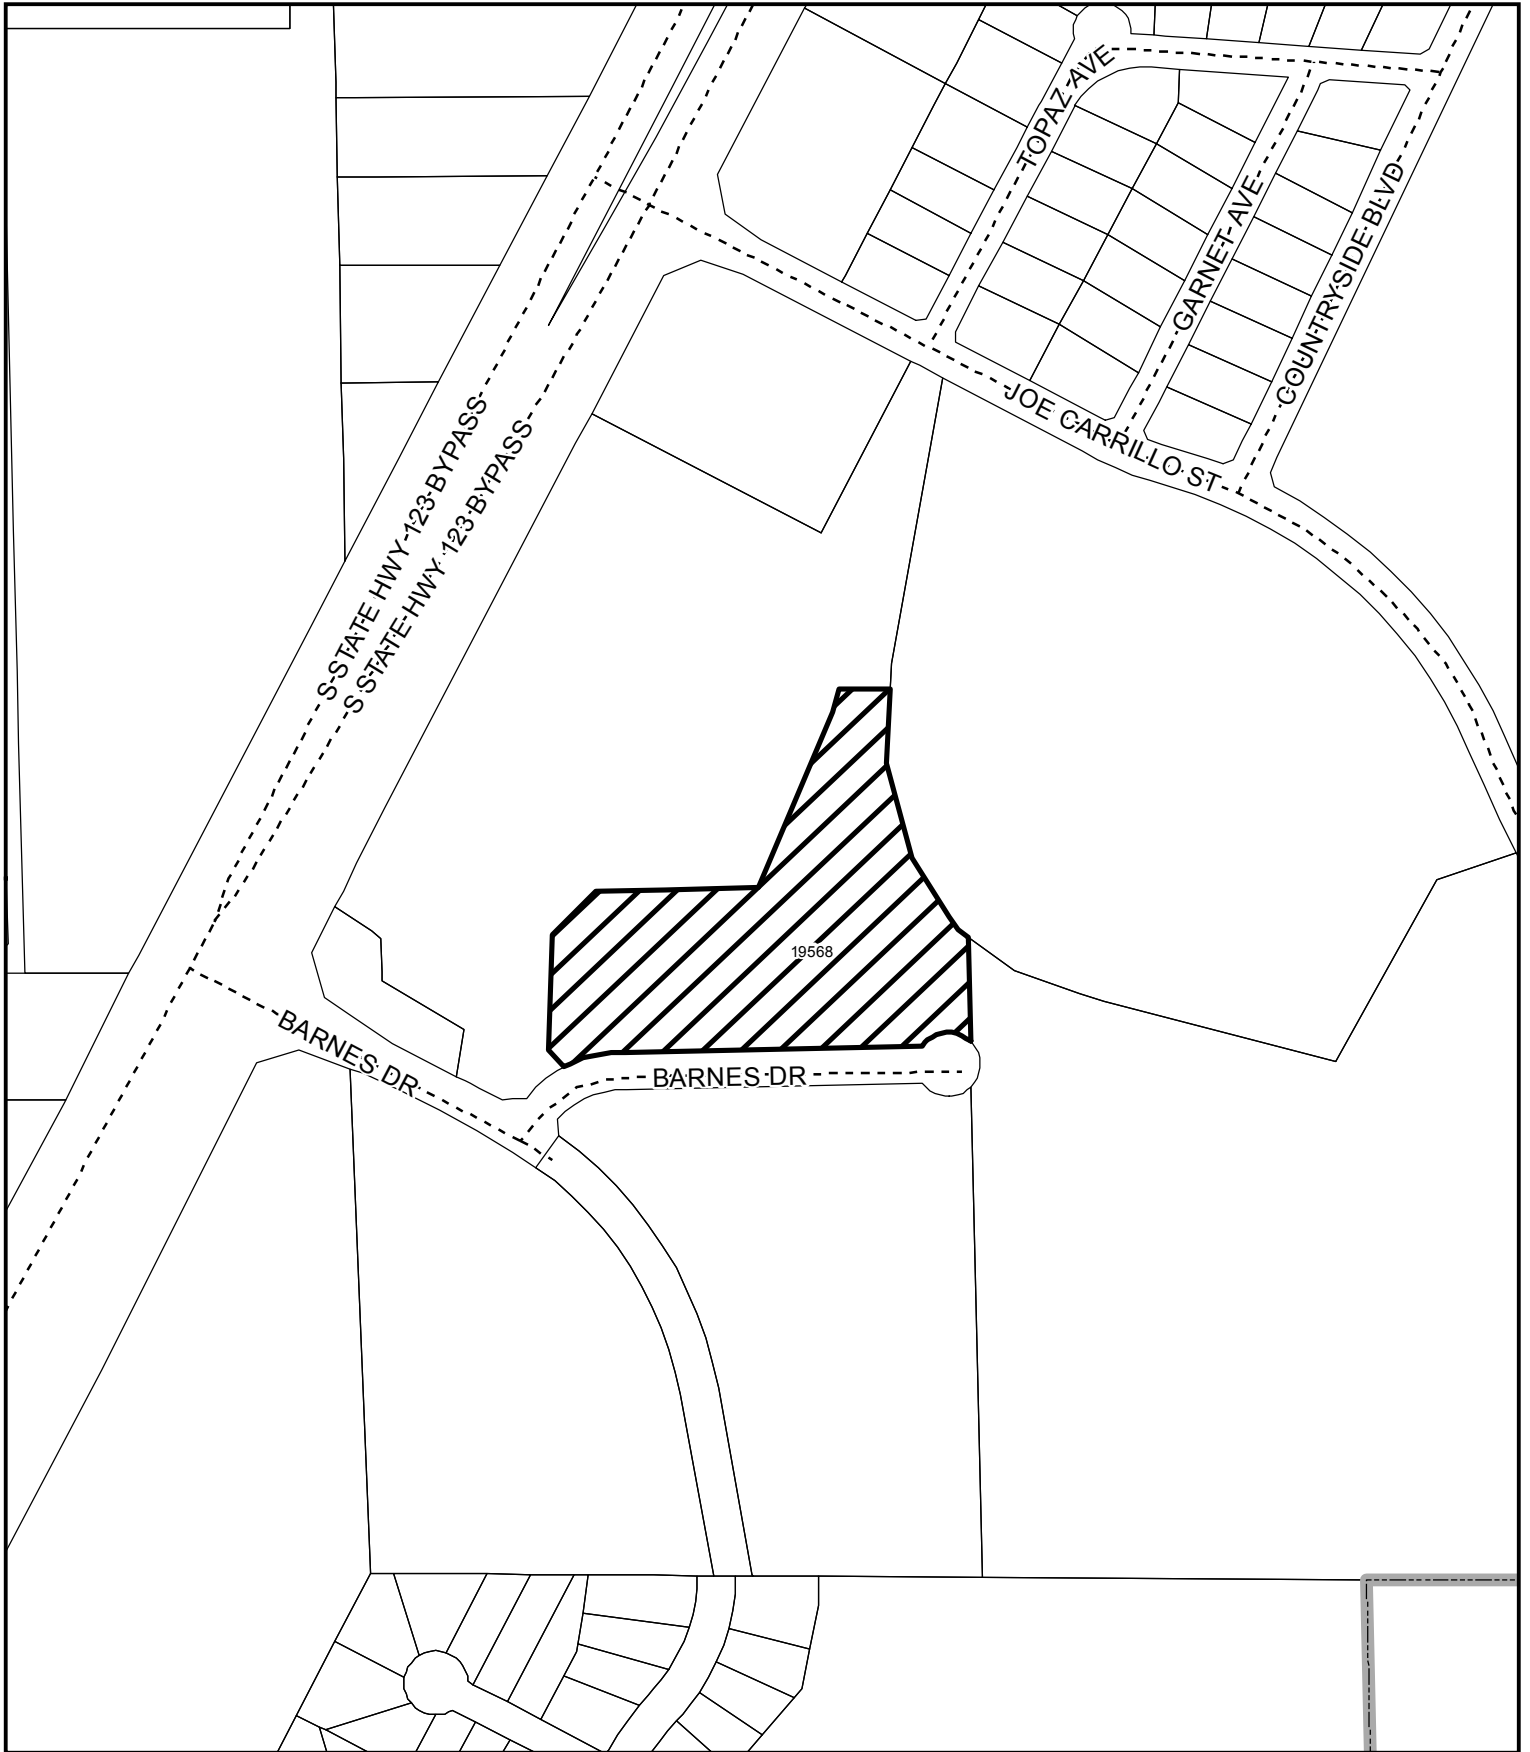 TOPAZ AVE
GARNET AVE
COUNTRYSIDE BLVD
JOE CARRILLO ST
S STATE HWY 123 BYPASS
S STATE HWY 123 BYPASS
19568
BARNES DR
BARNES DR